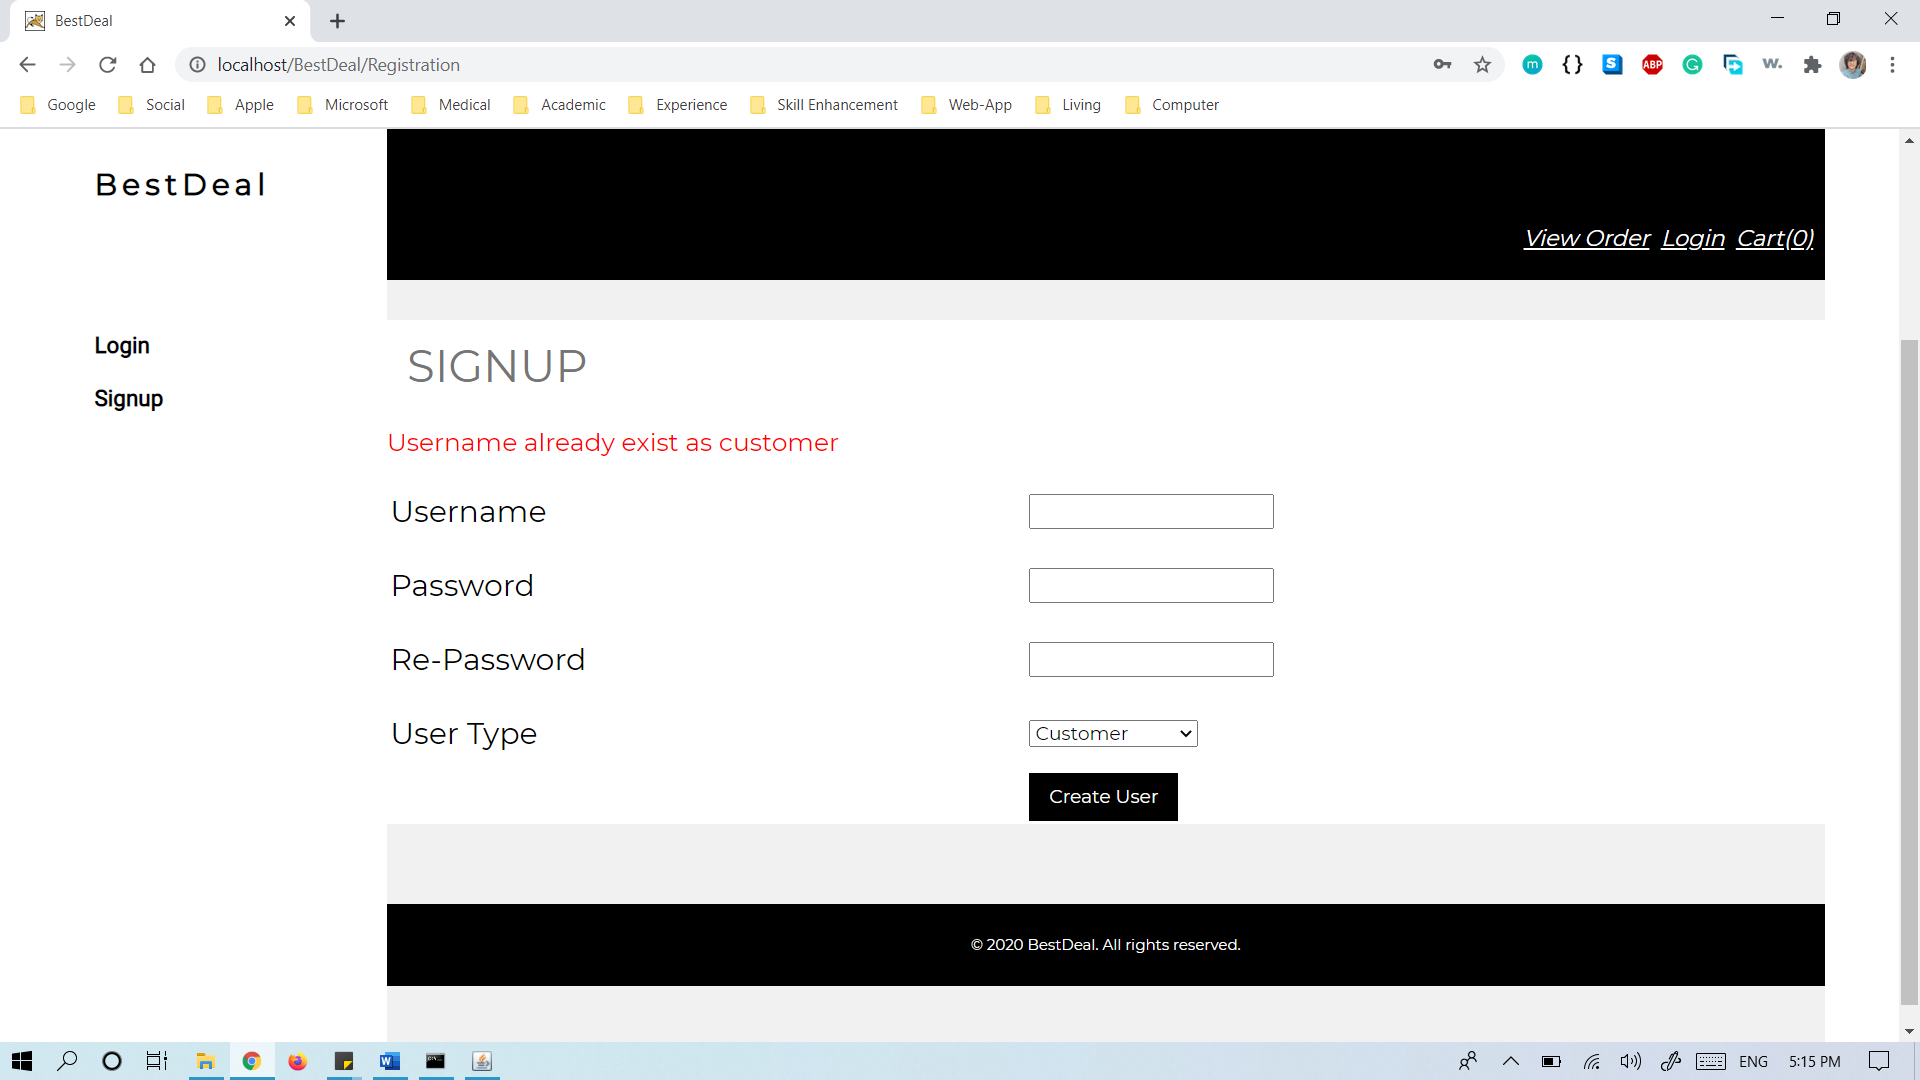 BestDeal
localhost/BestDeal/Registration
Google Social Apple Microsoft Medical Academic Experience Skill Enhancement Web-App Living Computer
BestDeal
View Order Login Cart(0)
Login
Signup
SIGNUP
Username already exist as customer
Username
Password
Re-Password
User Type Customer
Create User
© 2020 BestDeal. All rights reserved.
ENG 5:15 PM